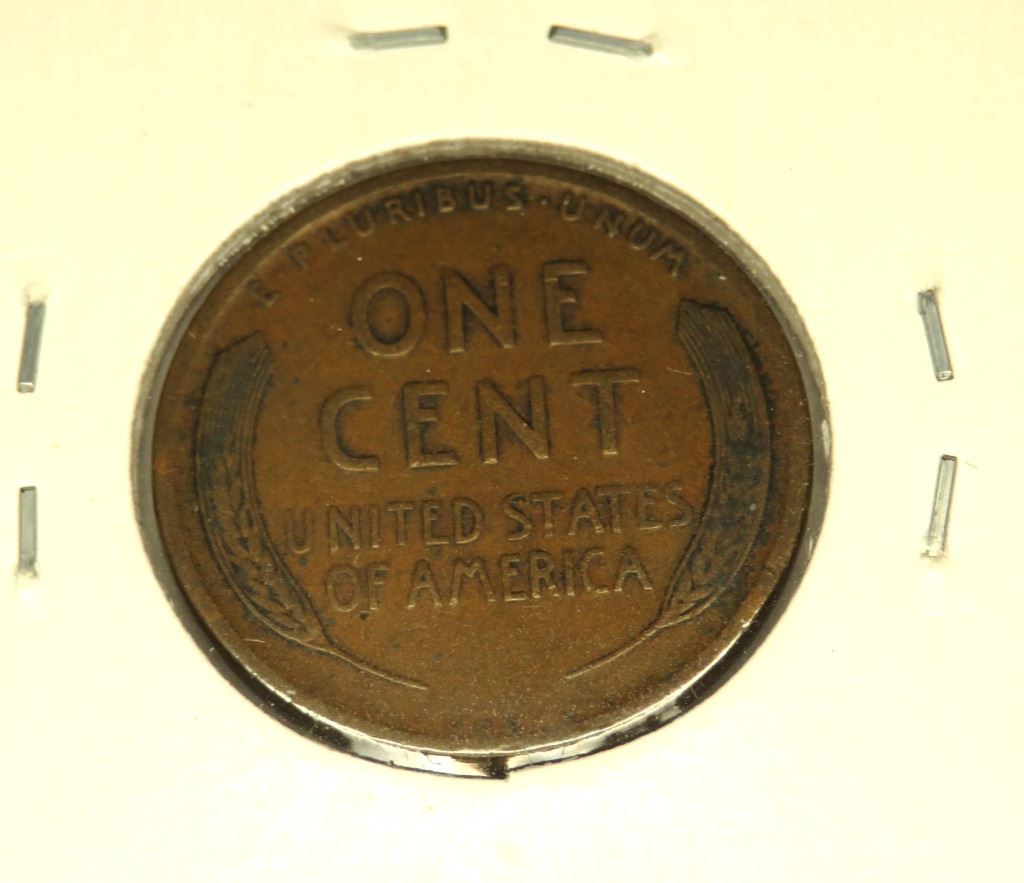 E PLURIBUS · UNUM
ONE
CENT
UNITED STATES
OF AMERICA